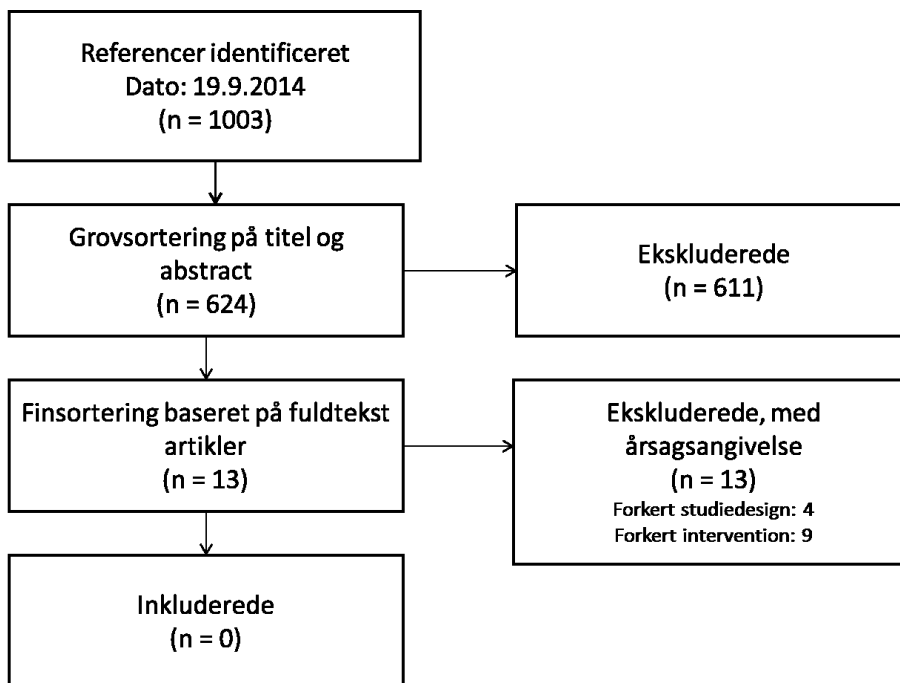 Referencer identificeret
Dato: 19.9.2014
(n = 1003)
Grovsortering på titel og
abstract
(n = 624)
Ekskluderede
(n = 611)
Finsortering baseret på fuldtekst
artikler
(n = 13)
Ekskluderede, med
årsagsangivelse
(n = 13)
Forkert studiedesign: 4
Forkert intervention: 9
Inkluderede
(n = 0)